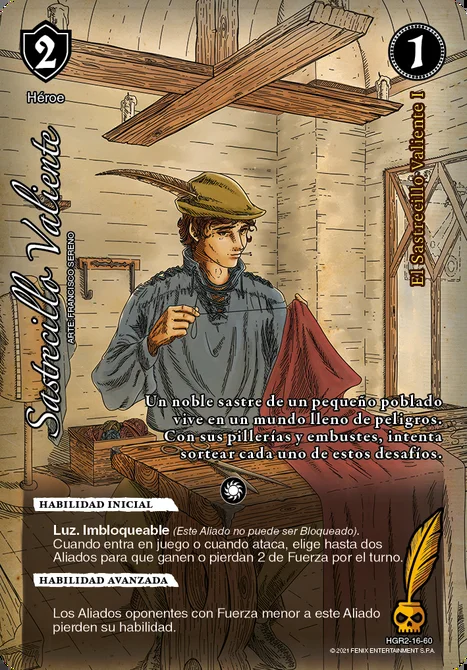 2
1
Héroe
Sastrcillo Valiente
ARTE: FRANCISCO SERENO
El Sastrecillo Valiente I
Un noble sastre de un pequeño poblado
vive en un mundo lleno de peligros.
Con sus pillerías y embustes, intenta
sortear cada uno de estos desafíos.
HABILIDAD INICIAL
Luz. Imbloqueable (Este Aliado no puede ser Bloqueado).
Cuando entra en juego o cuando ataca, elige hasta dos
Aliados para que ganen o pierdan 2 de Fuerza por el turno.
HABILIDAD AVANZADA
Los Aliados oponentes con Fuerza menor a este Aliado
pierden su habilidad.
HGR2-16-60
©2021 FENIX ENTERTAINMENT S.P.A.